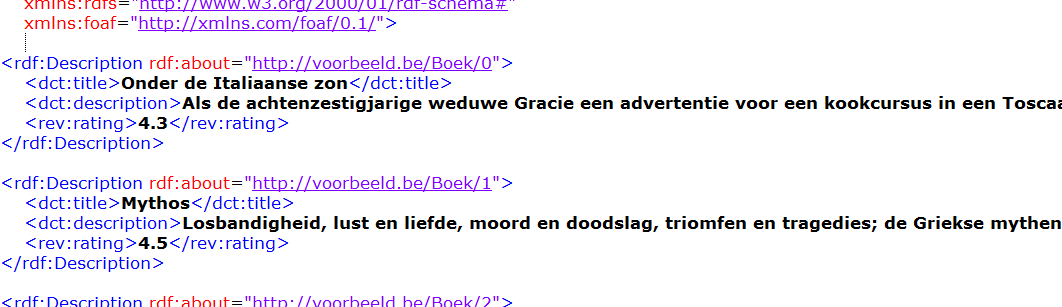 xmlns:rdfs="http://www.w3.org/2000/01/rdf-schema#"
xmlns:foaf="http://xmlns.com/foaf/0.1/">
<rdf:Description rdf:about="http://voorbeeld.be/Boek/0">
<dct:title>Onder de Italiaanse zon</dct:title>
<dct:description>Als de achtenzestigjarige weduwe Gracie een advertentie voor een kookcursus in een
<rev:rating>4.3</rev:rating>
</rdf:Description>
<rdf:Description rdf:about="http://voorbeeld.be/Boek/1">
<dct:title>Mythos</dct:title>
<dct:description>Losbandigheid, lust en liefde, moord en doodslag, triomfen en tragedies; de Griekse mythen
<rev:rating>4.5</rev:rating>
</rdf:Description>
<rdf:Description rdf:about="http://voorbeeld.be/Boek/2">